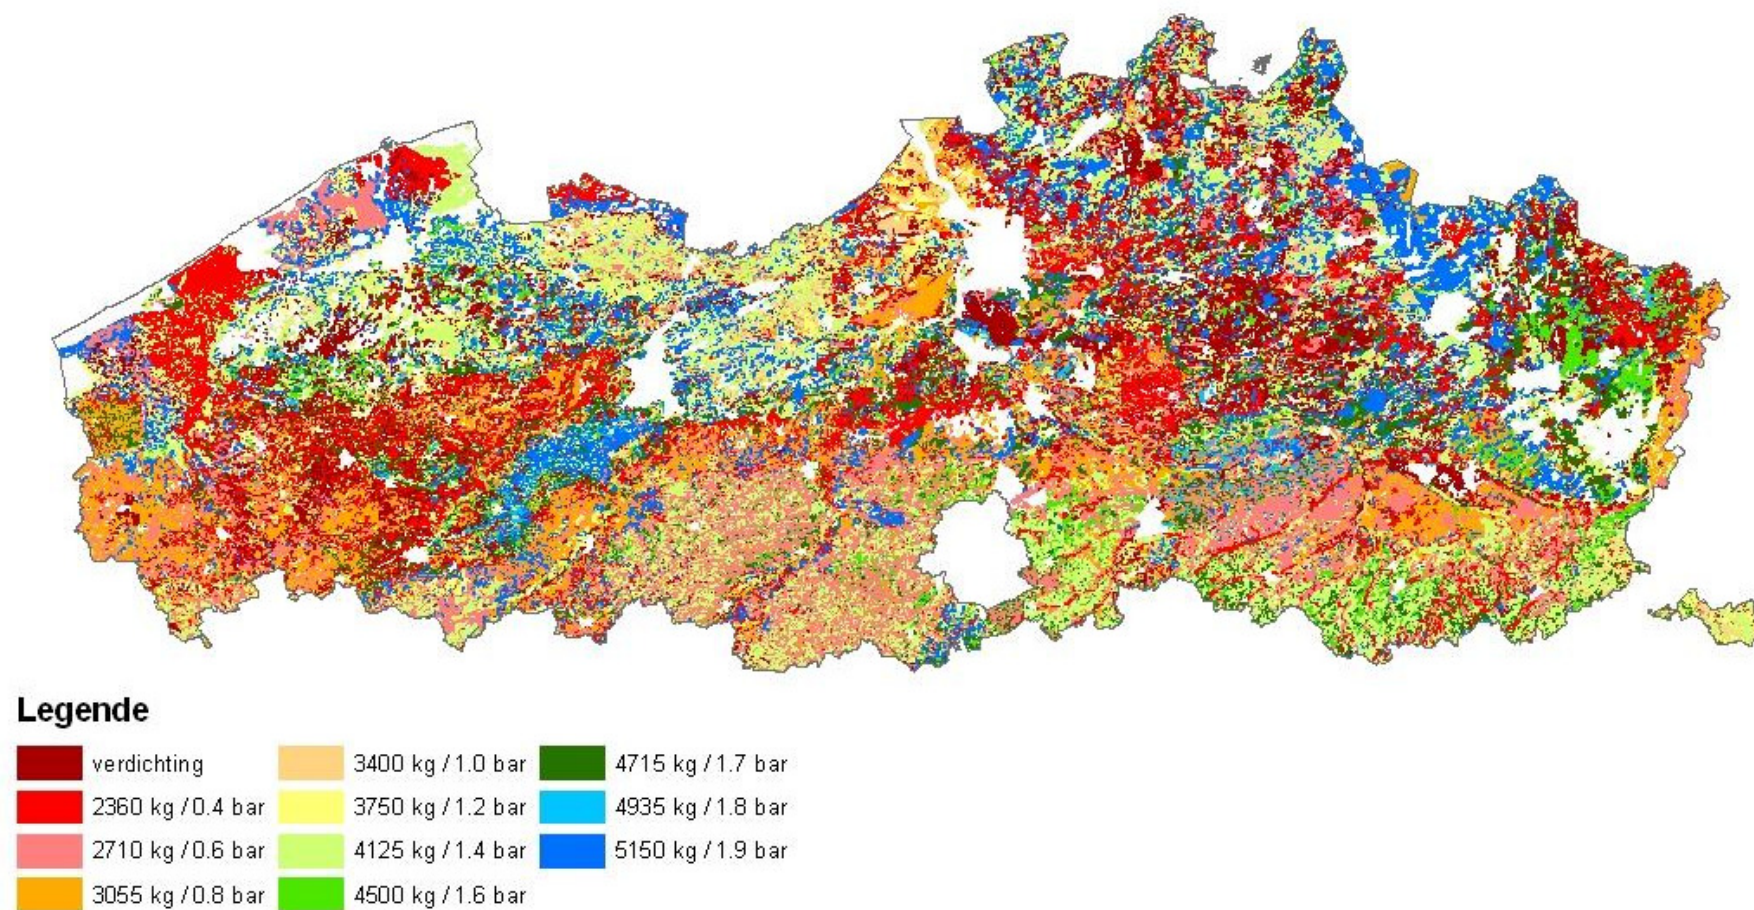 Legende
verdichting
2360 kg / 0.4 bar
2710 kg / 0.6 bar
3055 kg / 0.8 bar
3400 kg / 1.0 bar
3750 kg / 1.2 bar
4125 kg / 1.4 bar
4500 kg / 1.6 bar
4715 kg / 1.7 bar
4935 kg / 1.8 bar
5150 kg / 1.9 bar